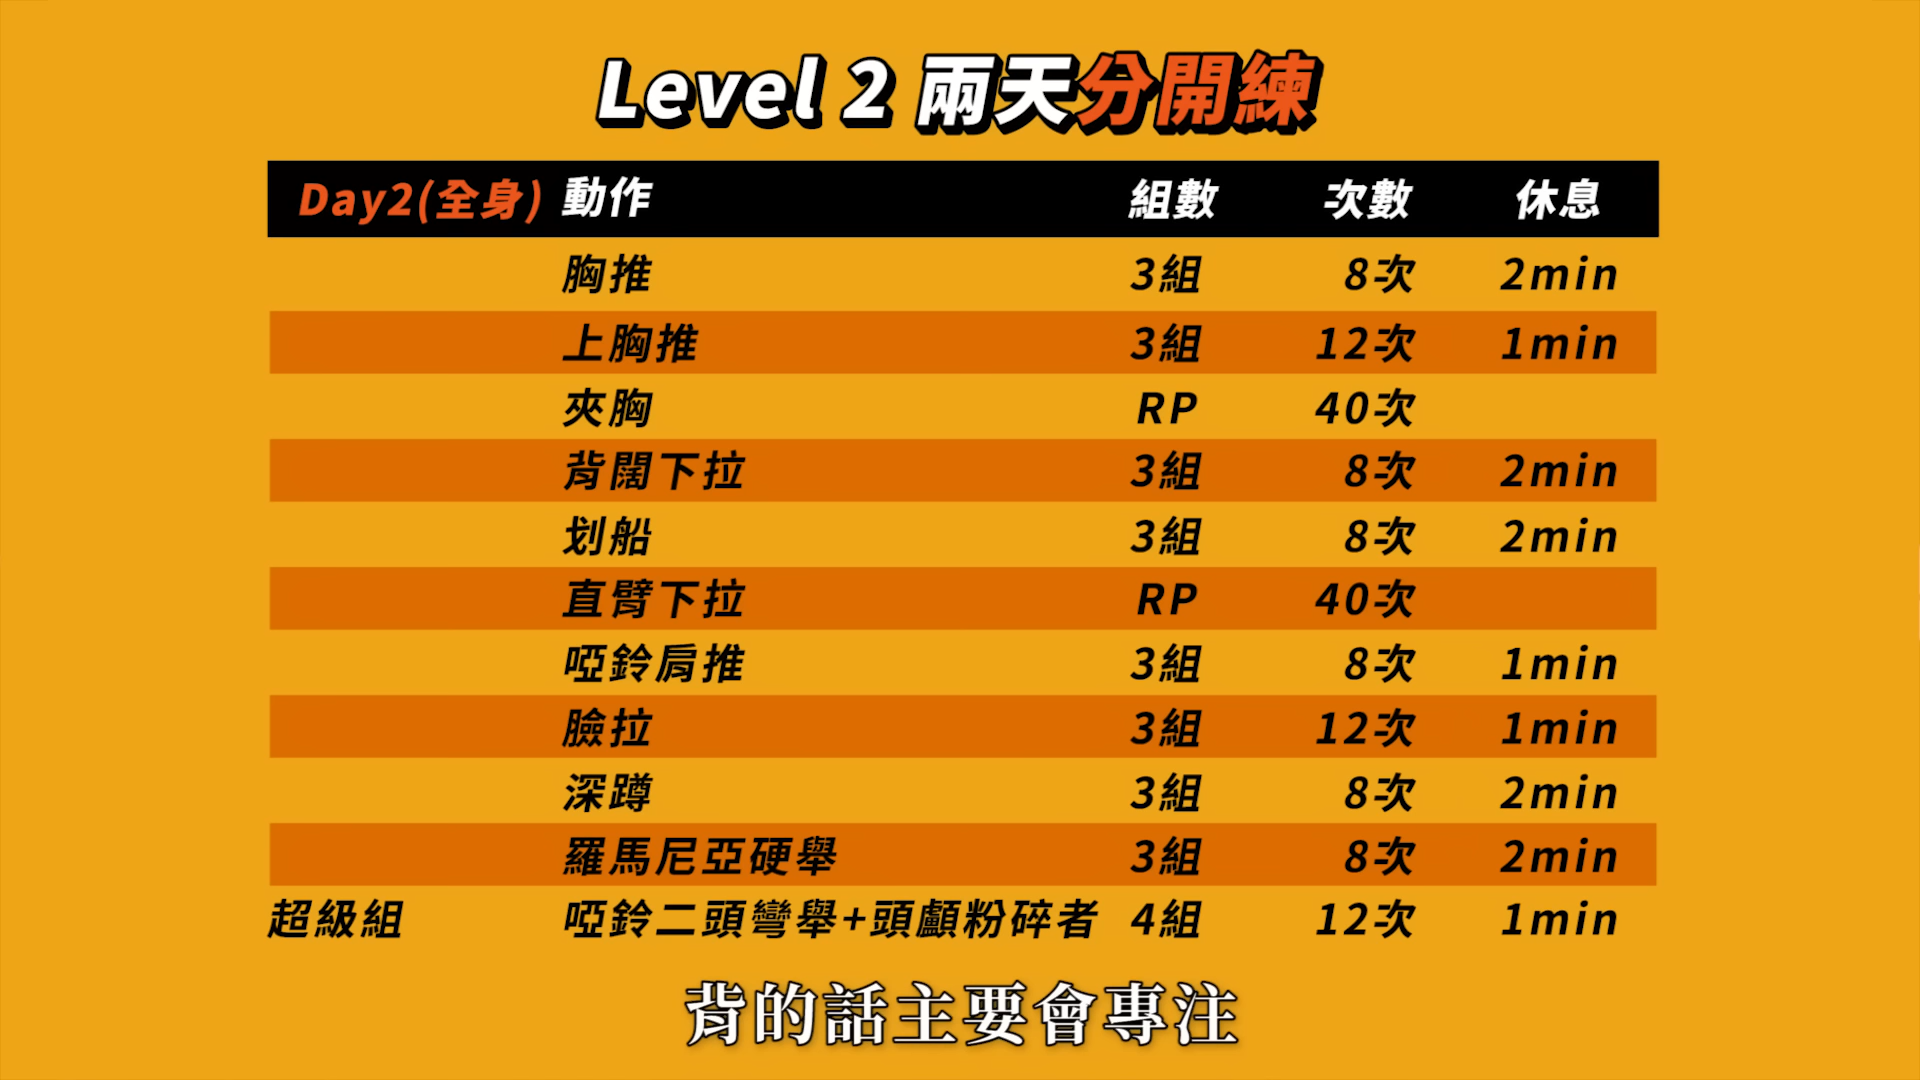 Level 2 兩天分開練
Day2(全身) 動作 組數 次數 休息
胸推 3組 8次 2min
上胸推 3組 12次 1min
夾胸 RP 40次
背闊下拉 3組 8次 2min
划船 3組 8次 2min
直臂下拉 RP 40次
啞鈴肩推 3組 8次 1min
臉拉 3組 12次 1min
深蹲 3組 8次 2min
羅馬尼亞硬舉 3組 8次 2min
超級組 啞鈴二頭彎舉+頭顱粉碎者 4組 12次 1min
背的話主要會專注